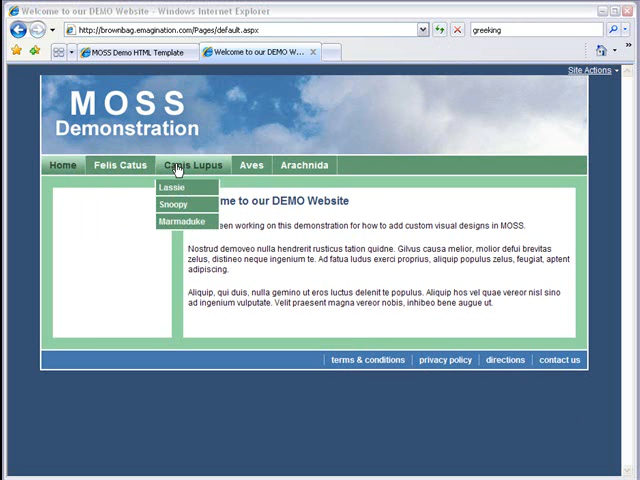 Welcome to our DEMO Website - Windows Internet Explorer
http://brownbag.emagination.com/Pages/default.aspx
greeking
MOSS Demo HTML Template
Welcome to our DEMO W...
Site Actions
MOSS
Demonstration
Home
Felis Catus
Canis Lupus
Aves
Arachnida
Lassie
Snoopy
Marmaduke
me to our DEMO Website
een working on this demonstration for how to add custom visual designs in MOSS.
Nostrud demoveo nulla hendrerit rusticus tation quidne. Gilvus causa melior, molior defui brevitas
zelus, distineo neque ingenium te. Ad fatua ludus exerci proprius, aliquip populus zelus, feugiat, aptent
adipiscing.
Aliquip, qui duis, nulla gemino ut eros luctus delenit te populus. Aliquip hos vel quae vereor nisl sino
ad ingenium vulputate. Velit praesent magna vereor nobis, inhibeo bene augue ut.
terms & conditions
privacy policy
directions
contact us